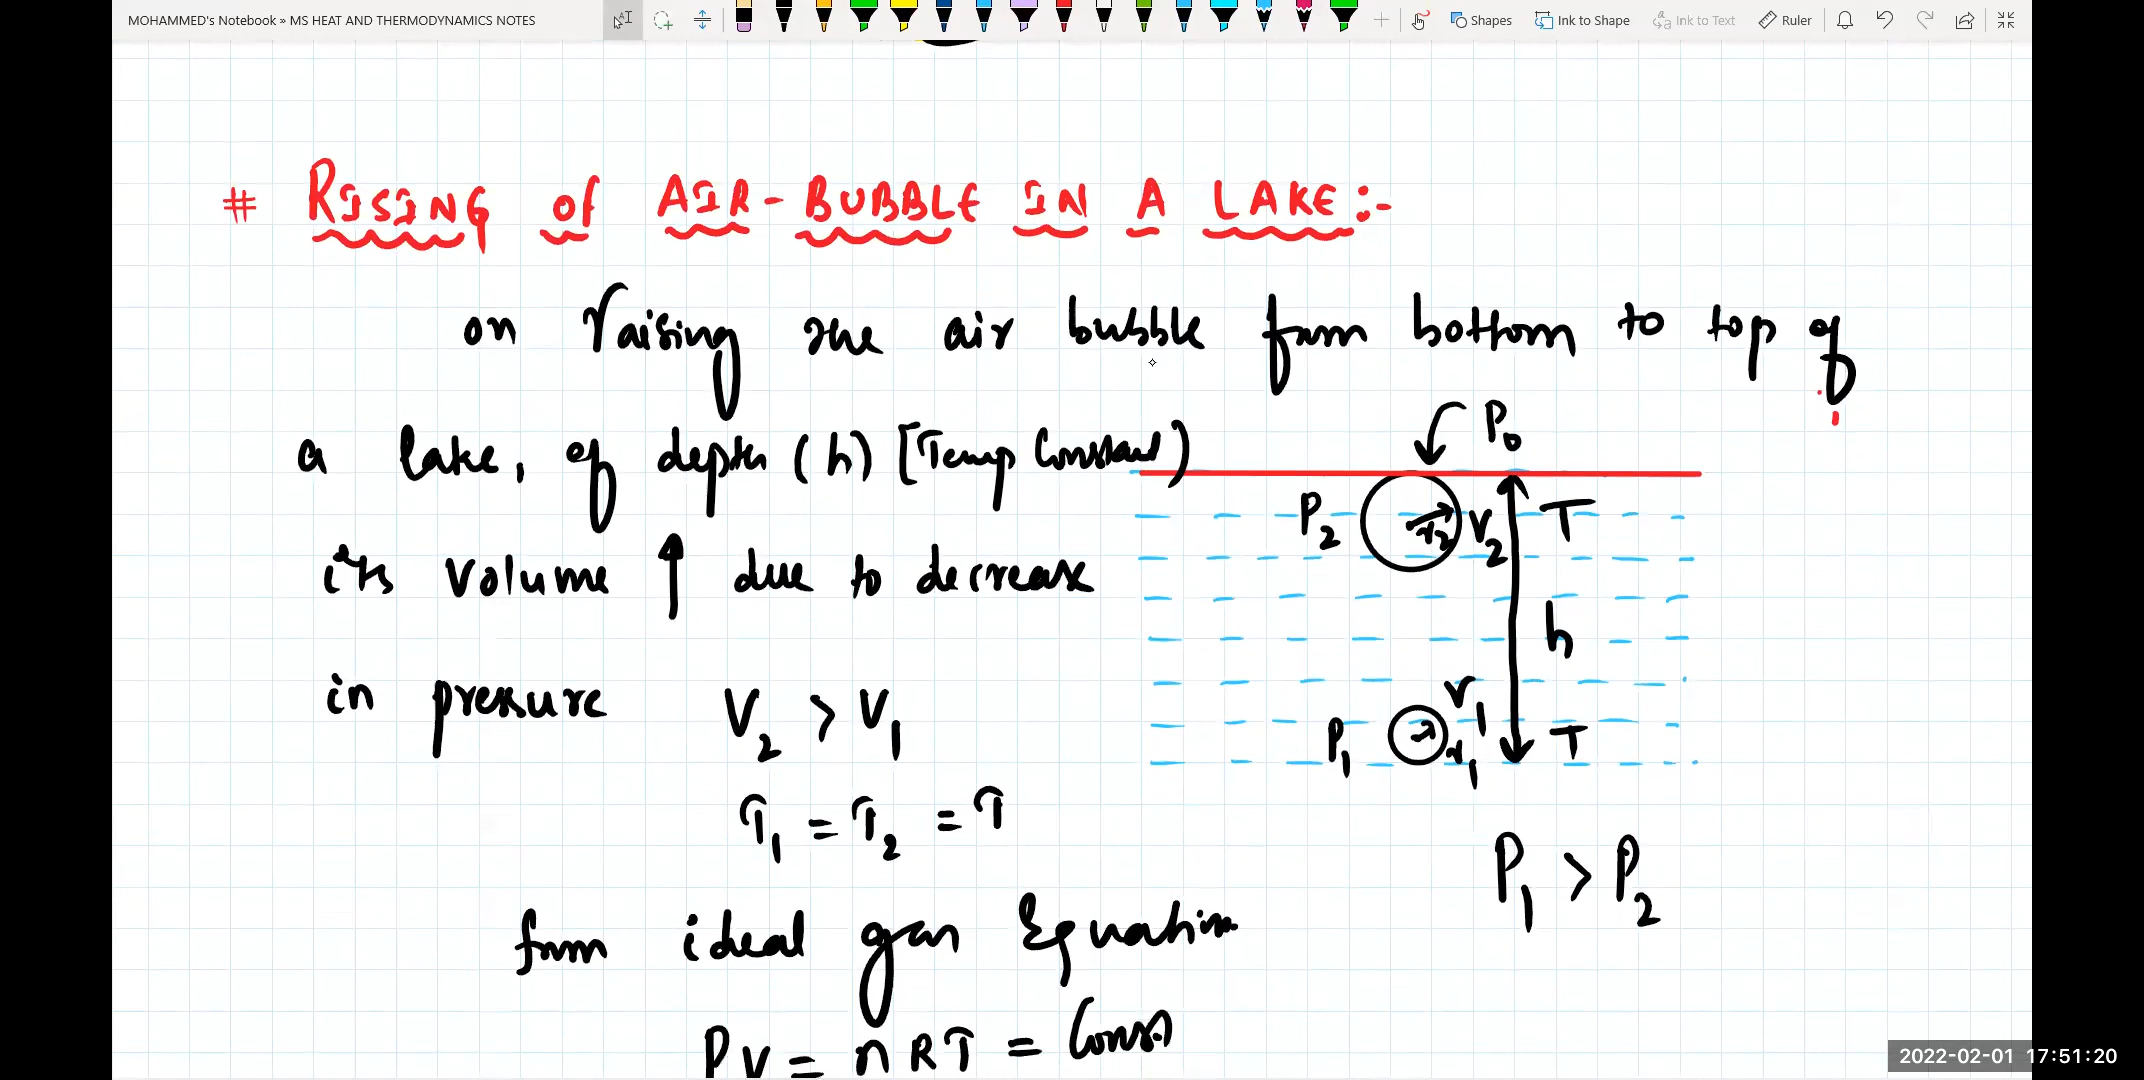 MOHAMMED's Notebook » MS HEAT AND THERMODYNAMICS NOTES
Shapes Ink to Shape Ink to Text Ruler
# RISING of AIR-BUBBLE IN A LAKE:-
on raising the air bubble from bottom to top of
a lake, of depth (h) [Temp Constant)
its volume ↑ due to decrease
in pressure V₂ > V₁
T₁ = T₂ = T
from ideal gas Equation
PV = nRT = Const
P₀
P₂ r₂ V₂ T
h
P₁ r₁ V₁ T
P₁ > P₂
2022-02-01 17:51:20